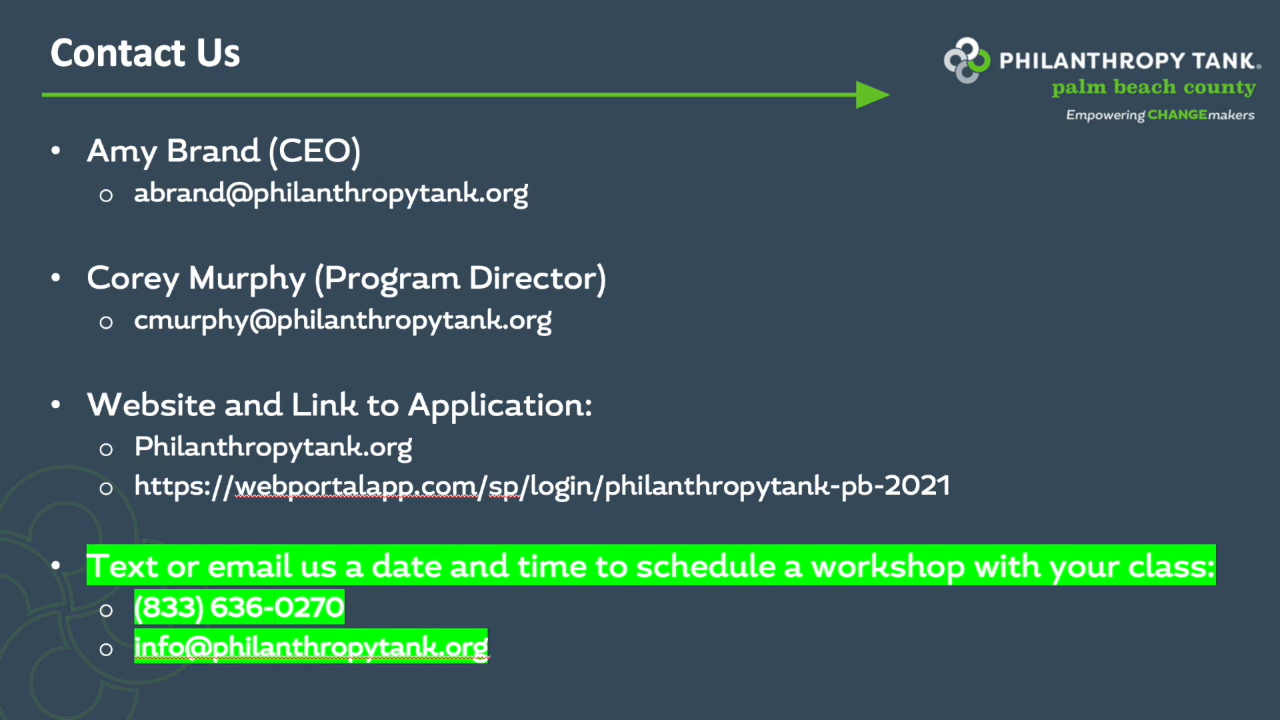 Contact Us
PHILANTHROPY TANK.
palm beach county
Empowering CHANGEmakers
• Amy Brand (CEO)
o abrand@philanthropytank.org
• Corey Murphy (Program Director)
o cmurphy@philanthropytank.org
• Website and Link to Application:
o Philanthropytank.org
o https://webportalapp.com/sp/login/philanthropytank-pb-2021
• Text or email us a date and time to schedule a workshop with your class:
o (833) 636-0270
o info@philanthropytank.org